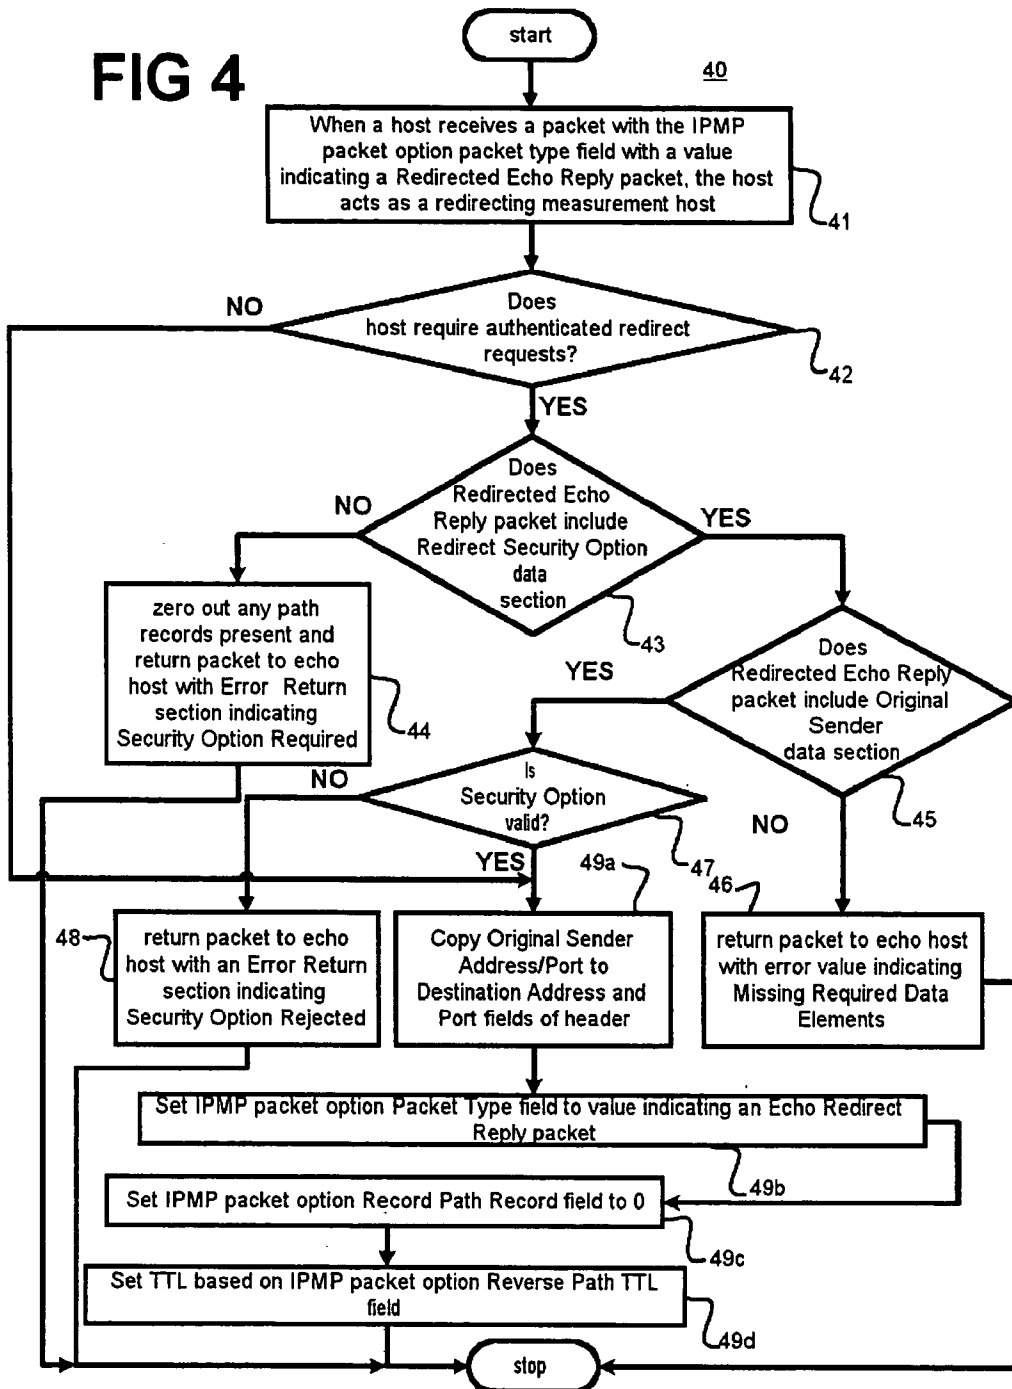 start
FIG 4
40
When a host receives a packet with the IPMP
packet option packet type field with a value
indicating a Redirected Echo Reply packet, the host
acts as a redirecting measurement host
41
NO
Does
host require authenticated redirect
requests?
42
YES
Does
Redirected Echo
Reply packet include
Redirect Security Option
data
section
43
NO
YES
zero out any path
records present and
return packet to echo
host with Error Return
section indicating
Security Option Required
44
Does
Redirected Echo Reply
packet include Original
Sender
data section
45
YES
NO
Is
Security Option
valid?
47
NO
YES
49a
46
48
return packet to echo
host with an Error Return
section indicating
Security Option Rejected
Copy Original Sender
Address/Port to
Destination Address and
Port fields of header
return packet to echo host
with error value indicating
Missing Required Data
Elements
Set IPMP packet option Packet Type field to value indicating an Echo Redirect
Reply packet
49b
Set IPMP packet option Record Path Record field to 0
49c
Set TTL based on IPMP packet option Reverse Path TTL
field
49d
stop